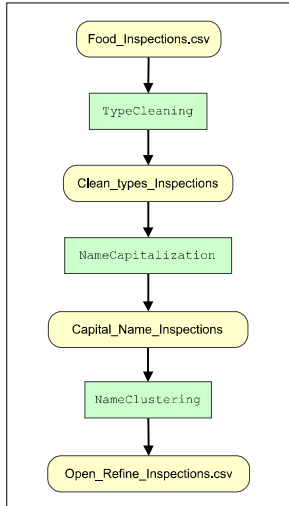 Food_Inspections.csv
TypeCleaning
Clean_types_Inspections
NameCapitalization
Capital_Name_Inspections
NameClustering
Open_Refine_Inspections.csv